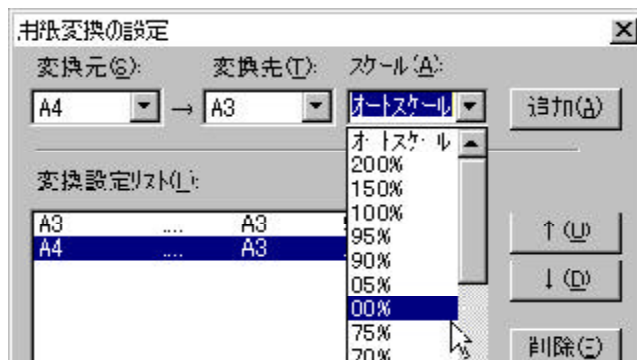 用紙変換の設定
変換元(S): 変換先(T): スケール(A):
A4 → A3 オートスケール 追加(A)
オートスケール
200%
150%
変換設定リスト(L):
100%
A3 .... A3
95%
↑(U)
A4 .... A3
90%
05%
↓(D)
00%
75%
削除(E)
70%